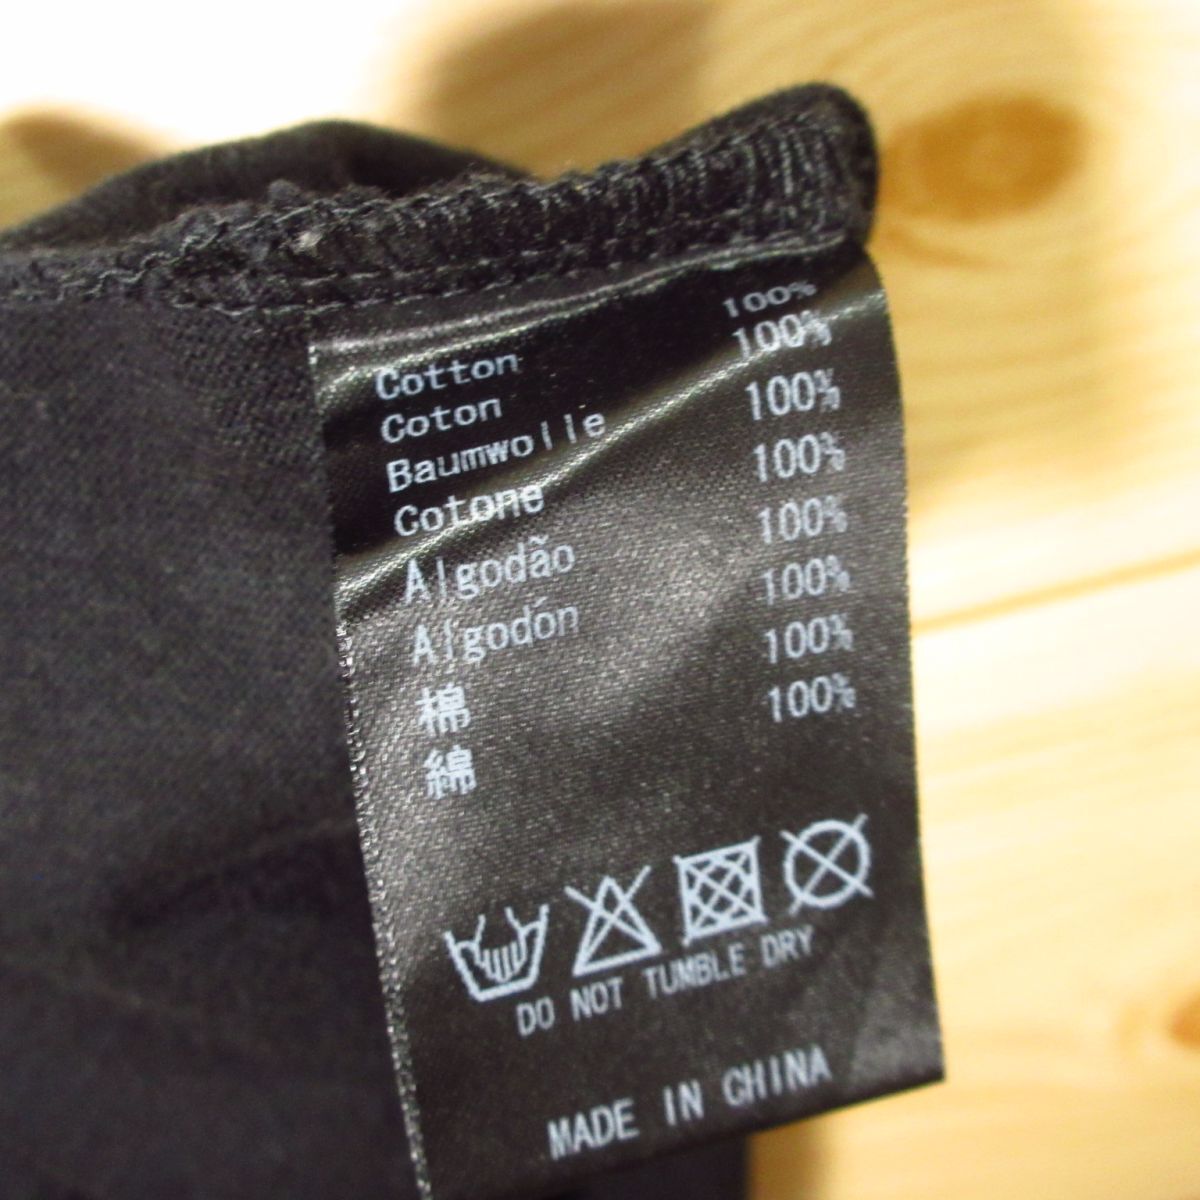 Cotton 100%
Coton 100%
Baumwolle 100%
Cotone 100%
Algodão 100%
Algodón 100%
棉 100%
綿 100%
DO NOT TUMBLE DRY
MADE IN CHINA